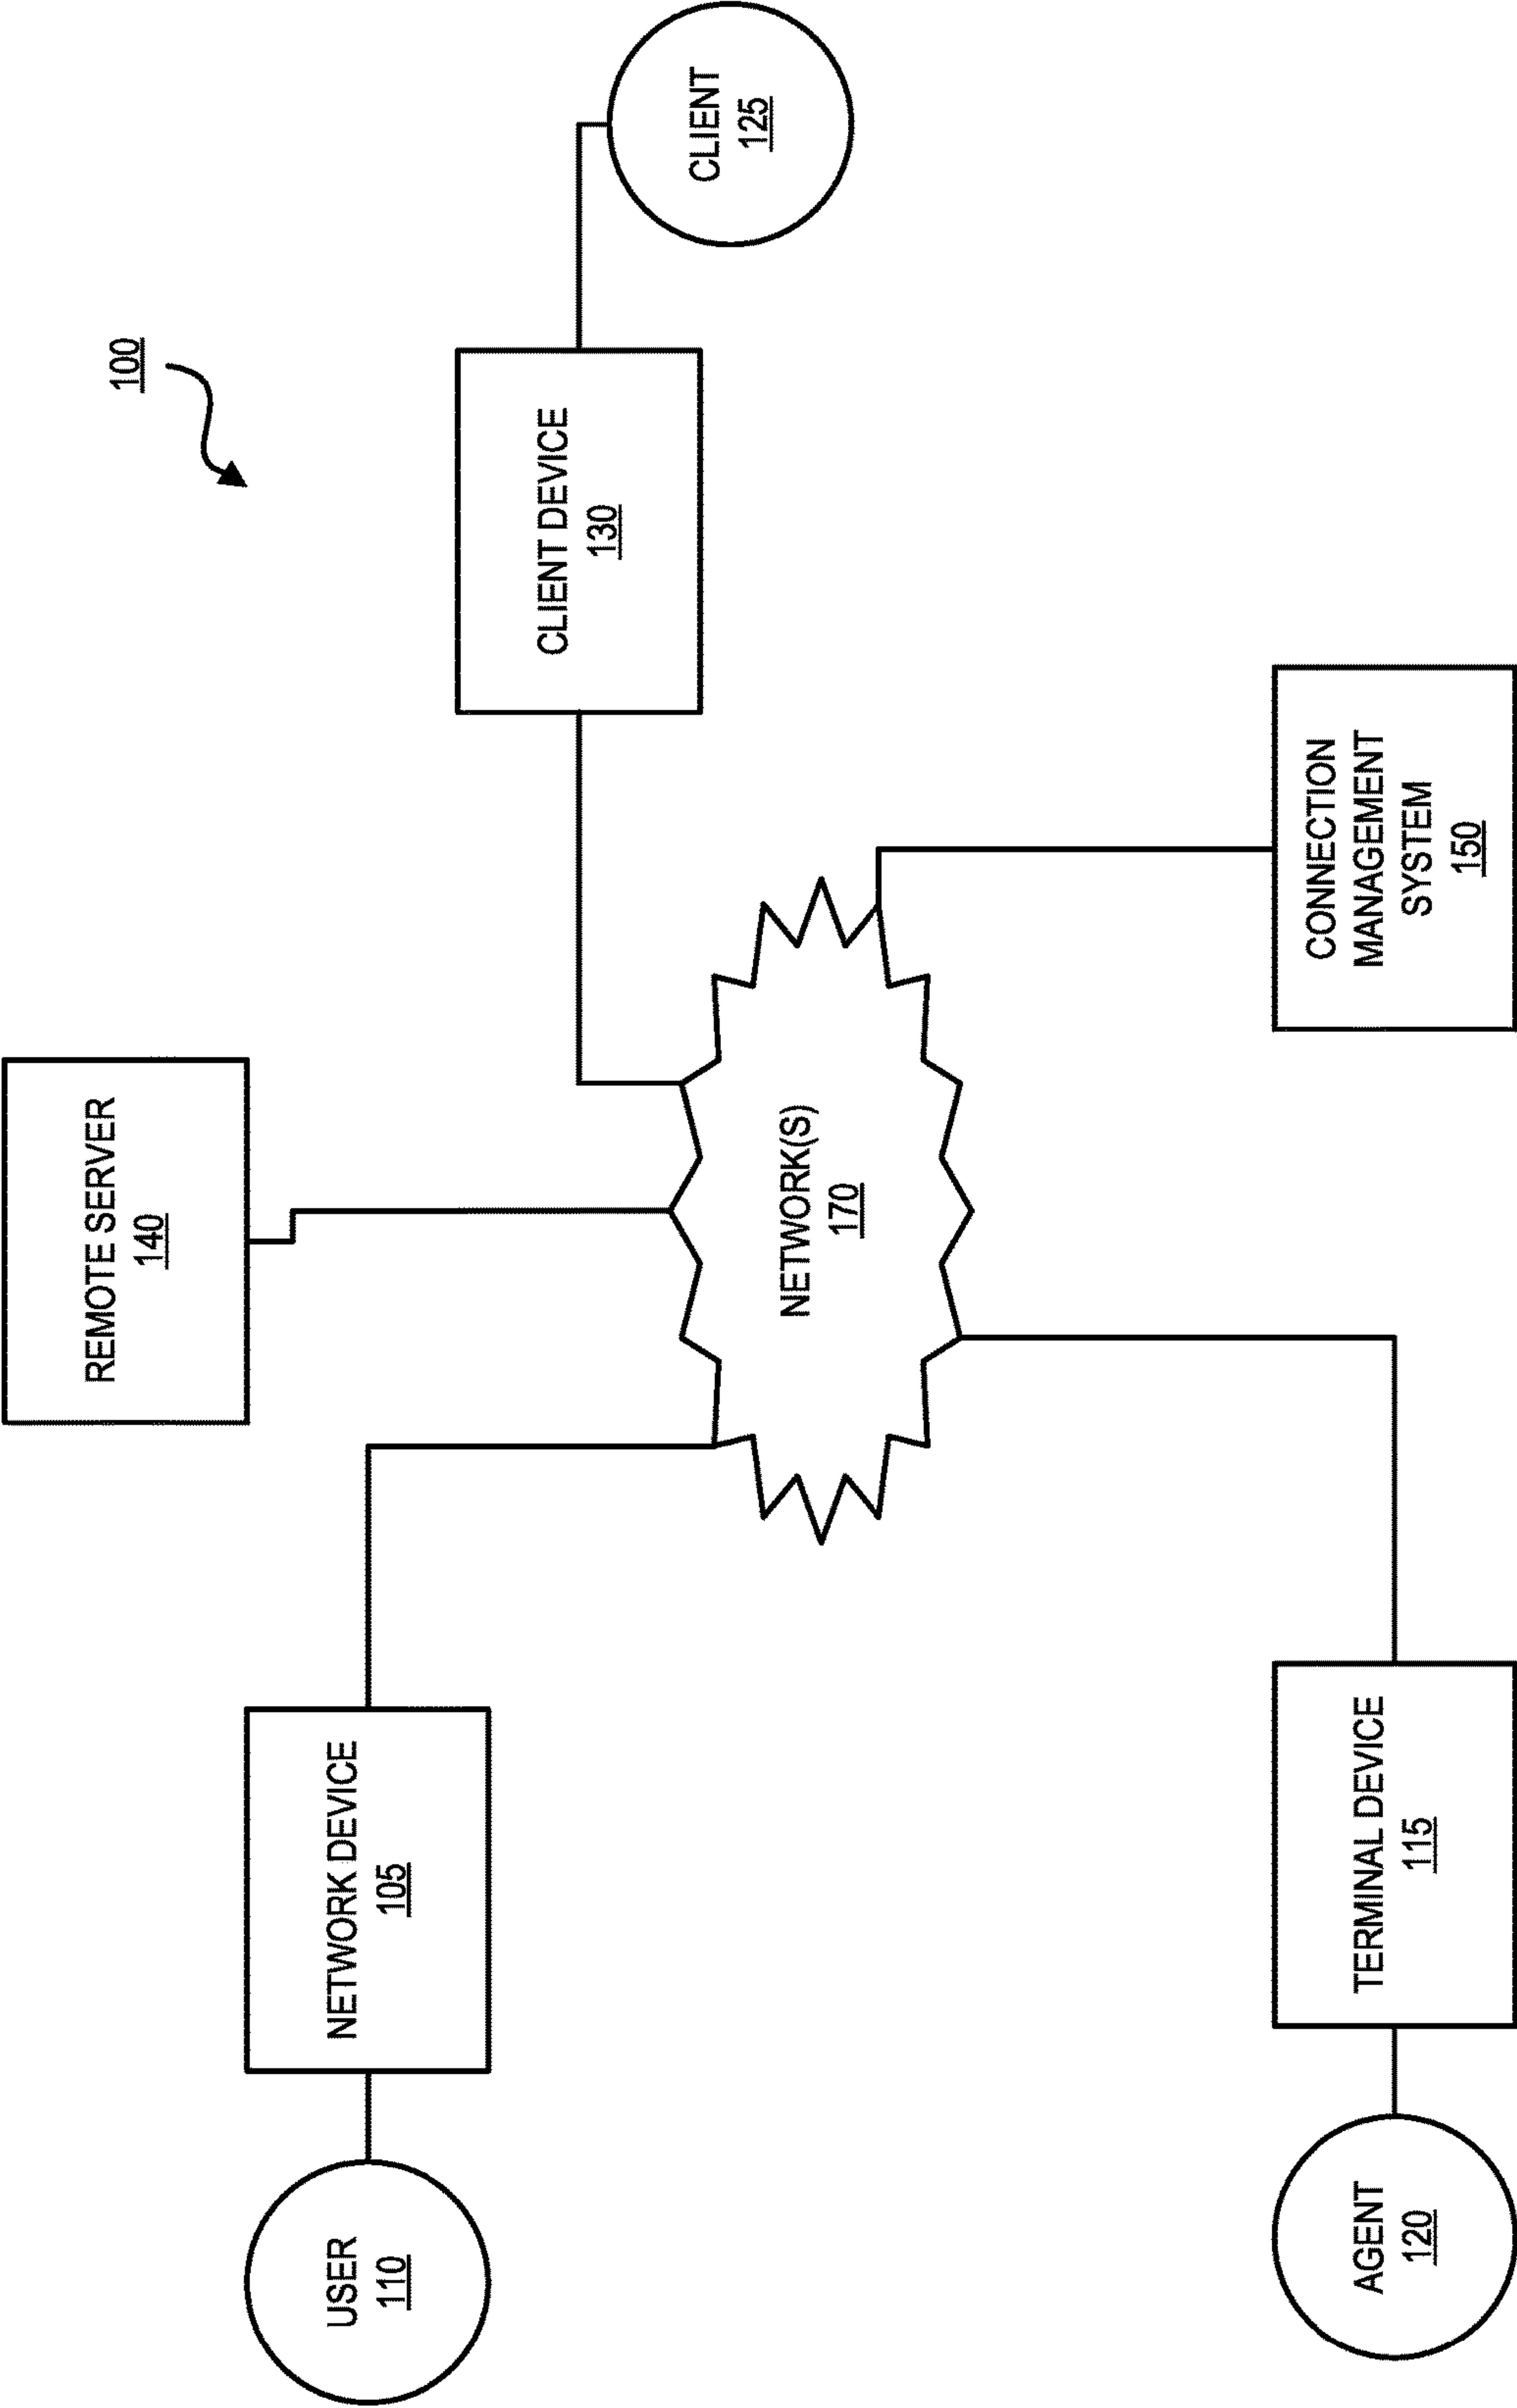 100
REMOTE SERVER
140
USER
110
NETWORK DEVICE
105
CLIENT DEVICE
130
CLIENT
125
NETWORK(S)
170
AGENT
120
TERMINAL DEVICE
115
CONNECTION
MANAGEMENT
SYSTEM
150